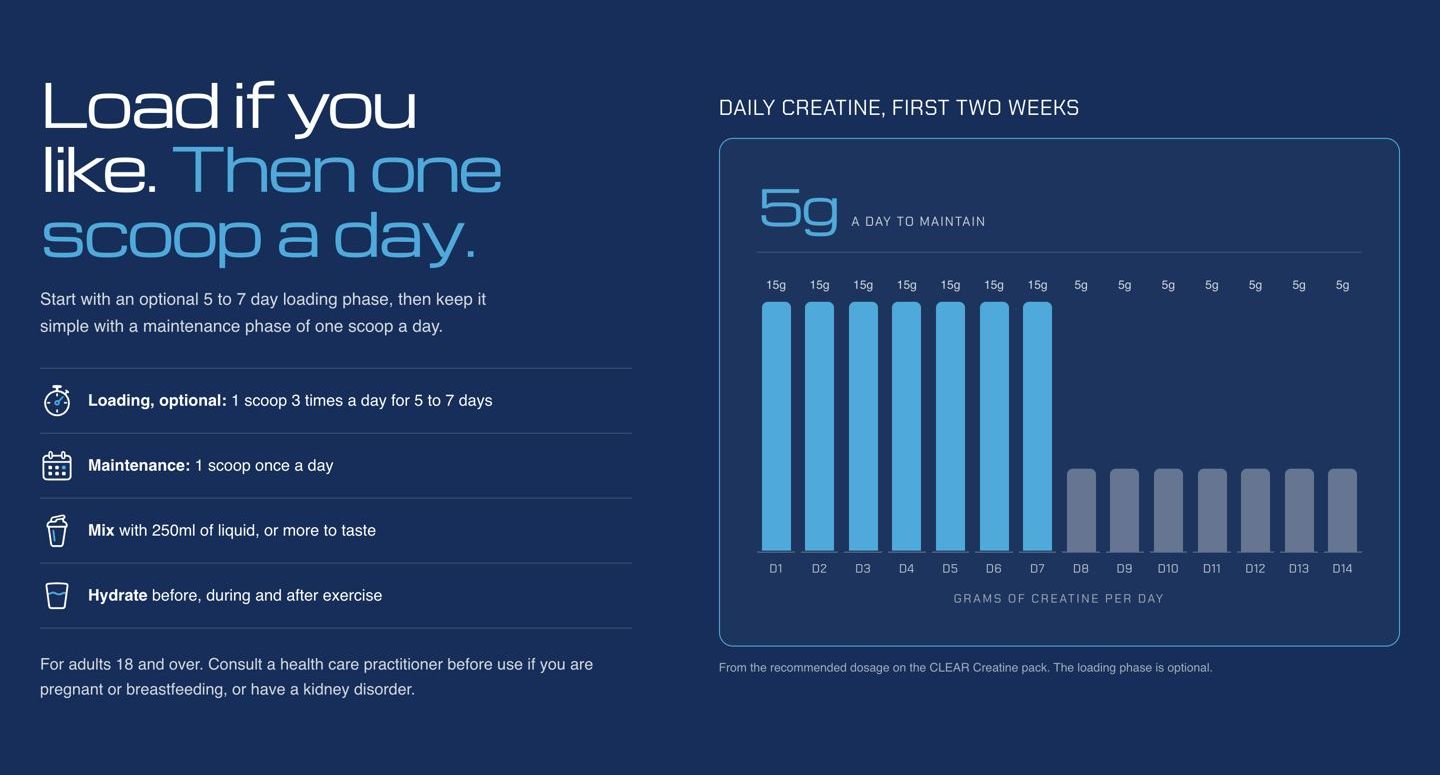 Load if you
like. Then one
scoop a day.
Start with an optional 5 to 7 day loading phase, then keep it
simple with a maintenance phase of one scoop a day.
Loading, optional: 1 scoop 3 times a day for 5 to 7 days
Maintenance: 1 scoop once a day
Mix with 250ml of liquid, or more to taste
Hydrate before, during and after exercise
For adults 18 and over. Consult a health care practitioner before use if you are
pregnant or breastfeeding, or have a kidney disorder.
DAILY CREATINE, FIRST TWO WEEKS
5g A DAY TO MAINTAIN
15g 15g 15g 15g 15g 15g 15g 5g 5g 5g 5g 5g 5g 5g
D1 D2 D3 D4 D5 D6 D7 D8 D9 D10 D11 D12 D13 D14
GRAMS OF CREATINE PER DAY
From the recommended dosage on the CLEAR Creatine pack. The loading phase is optional.